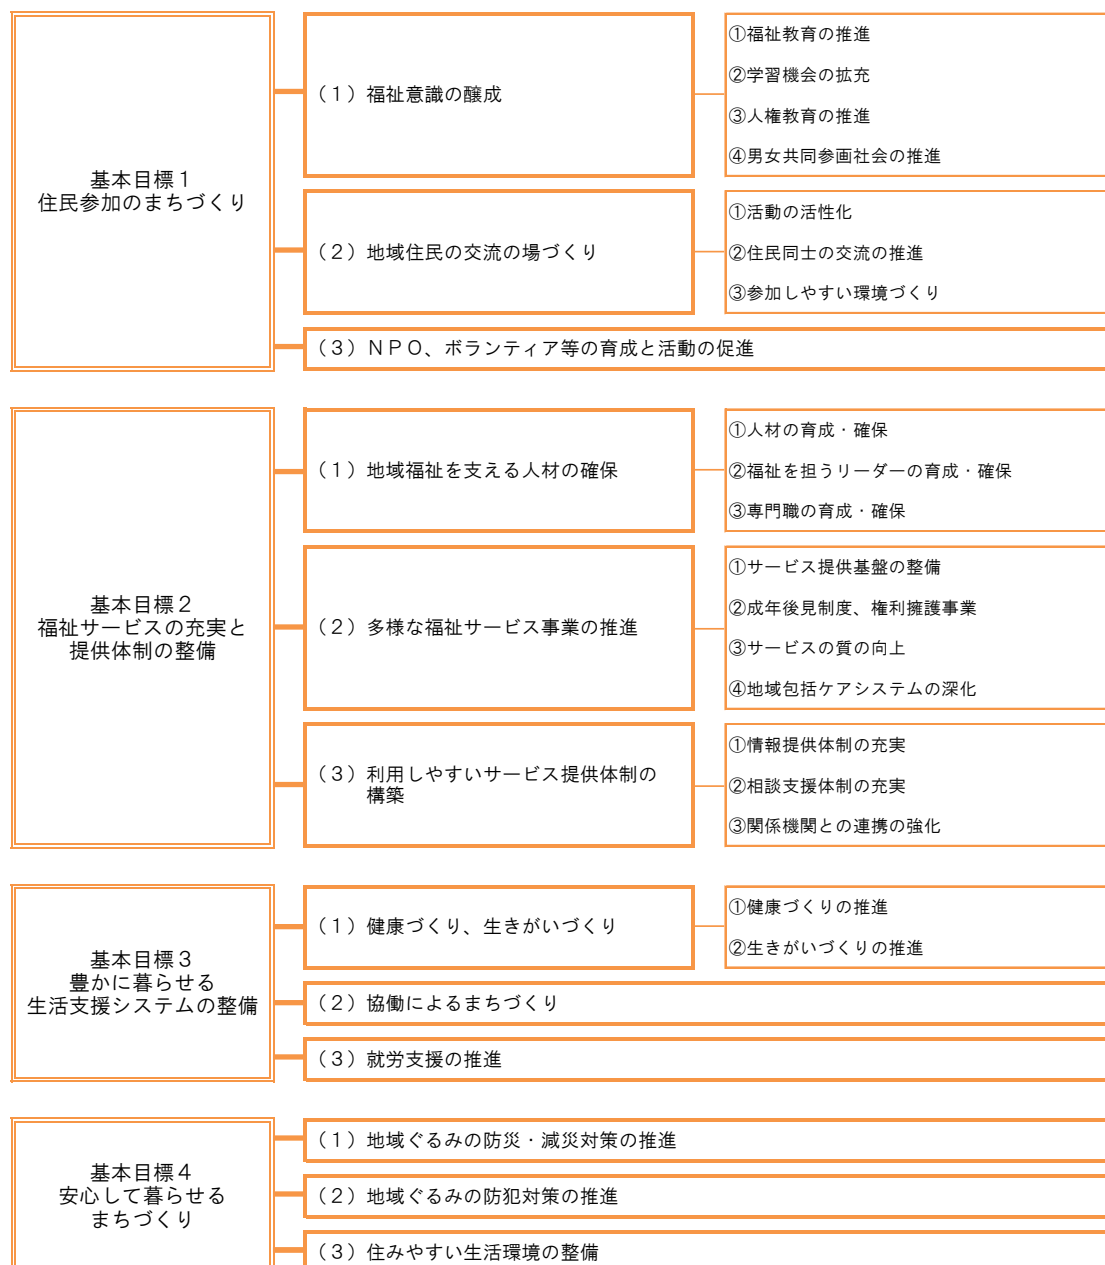 基本目標１
住民参加のまちづくり
（１）福祉意識の醸成
①福祉教育の推進
②学習機会の拡充
③人権教育の推進
④男女共同参画社会の推進
（２）地域住民の交流の場づくり
①活動の活性化
②住民同士の交流の推進
③参加しやすい環境づくり
（３）ＮＰＯ、ボランティア等の育成と活動の促進
基本目標２
福祉サービスの充実と
提供体制の整備
（１）地域福祉を支える人材の確保
①人材の育成・確保
②福祉を担うリーダーの育成・確保
③専門職の育成・確保
（２）多様な福祉サービス事業の推進
①サービス提供基盤の整備
②成年後見制度、権利擁護事業
③サービスの質の向上
④地域包括ケアシステムの深化
（３）利用しやすいサービス提供体制の
構築
①情報提供体制の充実
②相談支援体制の充実
③関係機関との連携の強化
基本目標３
豊かに暮らせる
生活支援システムの整備
（１）健康づくり、生きがいづくり
①健康づくりの推進
②生きがいづくりの推進
（２）協働によるまちづくり
（３）就労支援の推進
基本目標４
安心して暮らせる
まちづくり
（１）地域ぐるみの防災・減災対策の推進
（２）地域ぐるみの防犯対策の推進
（３）住みやすい生活環境の整備